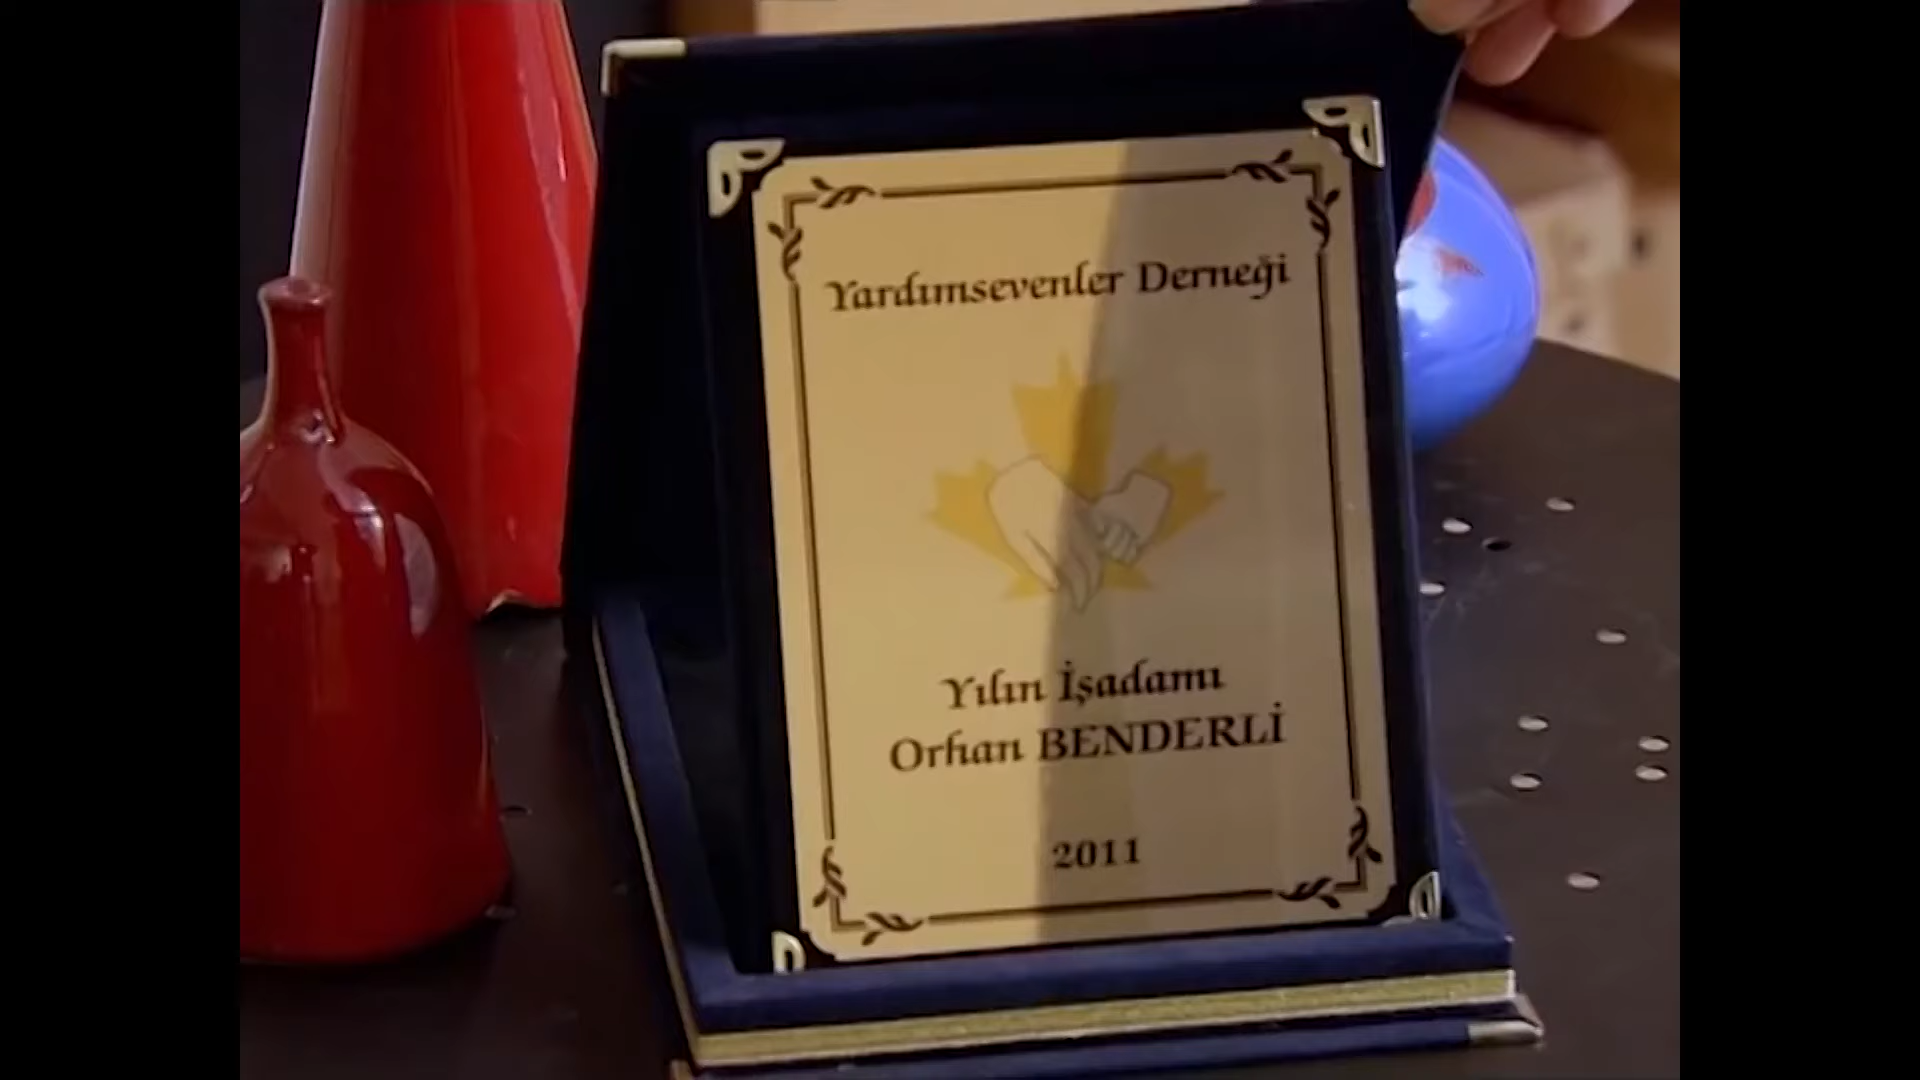 Yardımsevenler Derneği
Yılın İşadamı
Orhan BENDERLİ
2011